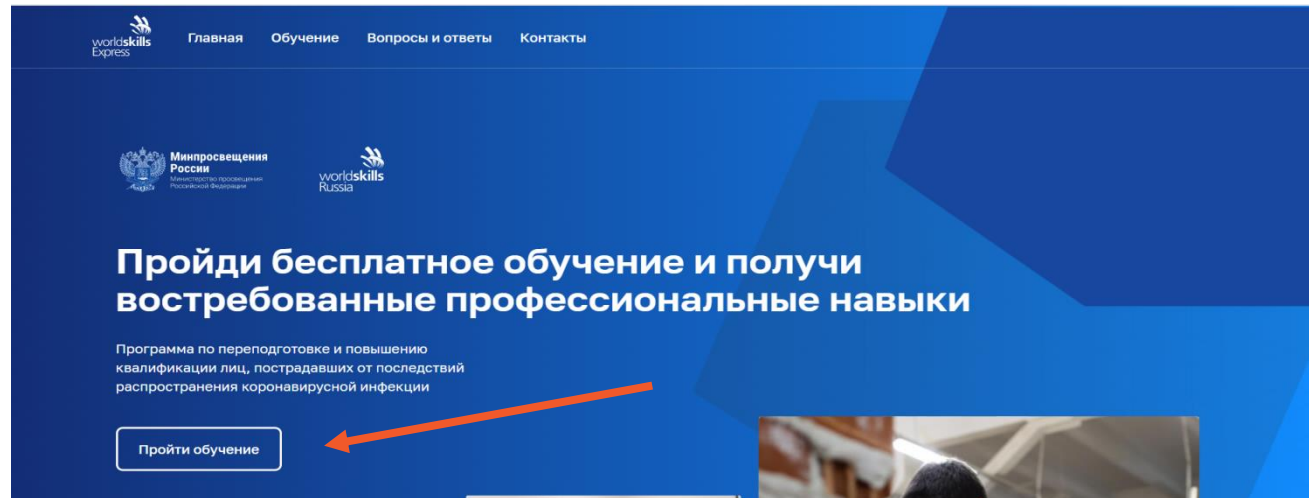 worldskills
Express
Главная Обучение Вопросы и ответы Контакты
Минпросвещения
России
Министерство просвещения
Российской Федерации
worldskills
Russia
Пройди бесплатное обучение и получи
востребованные профессиональные навыки
Программа по переподготовке и повышению
квалификации лиц, пострадавших от последствий
распространения коронавирусной инфекции
Пройти обучение